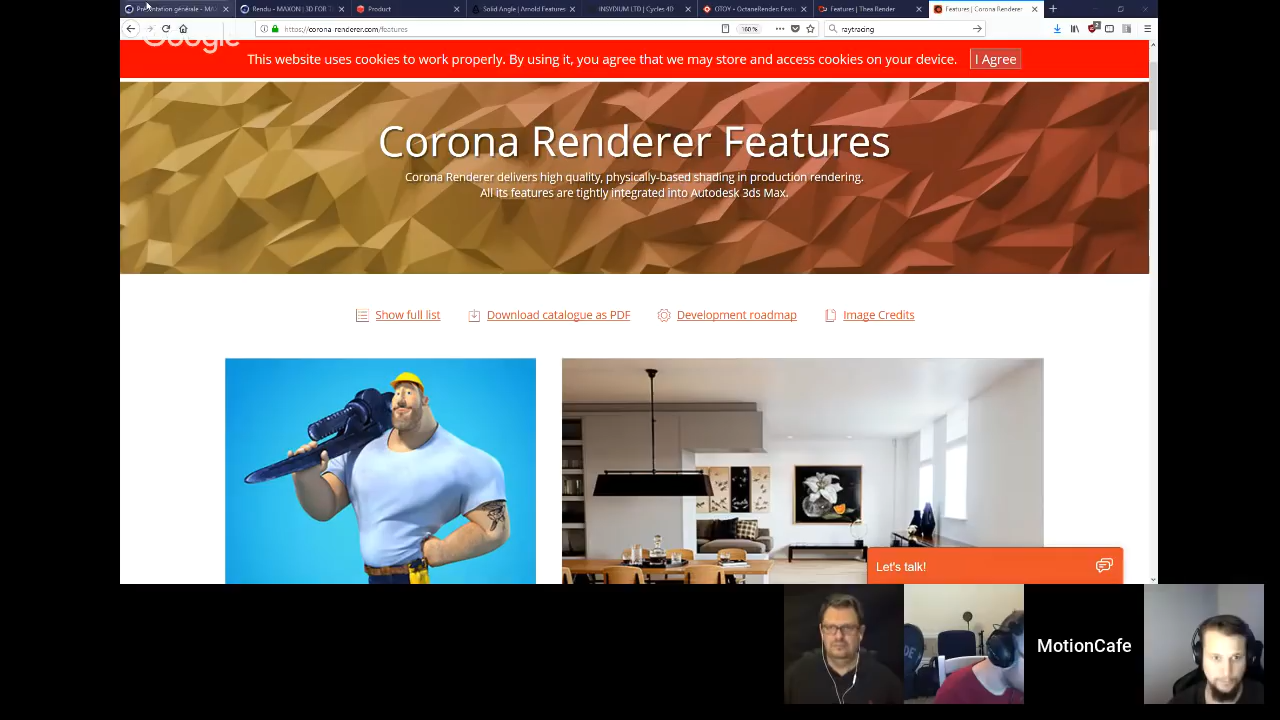 Présentation générale - MAX
Rendu - MAXON | 3D FOR T
Product
Solid Angle | Arnold Features
INSYDIUM LTD | Cycles 4D
OTOY • OctaneRender Featu
Features | Thea Render
Features | Corona Renderer
https://corona-renderer.com/features
160 %
raytracing
2
Google
This website uses cookies to work properly. By using it, you agree that we may store and access cookies on your device.
I Agree
Corona Renderer Features
Corona Renderer delivers high quality, physically-based shading in production rendering.
All its features are tightly integrated into Autodesk 3ds Max.
Show full list
Download catalogue as PDF
Development roadmap
Image Credits
Let's talk!
MotionCafe